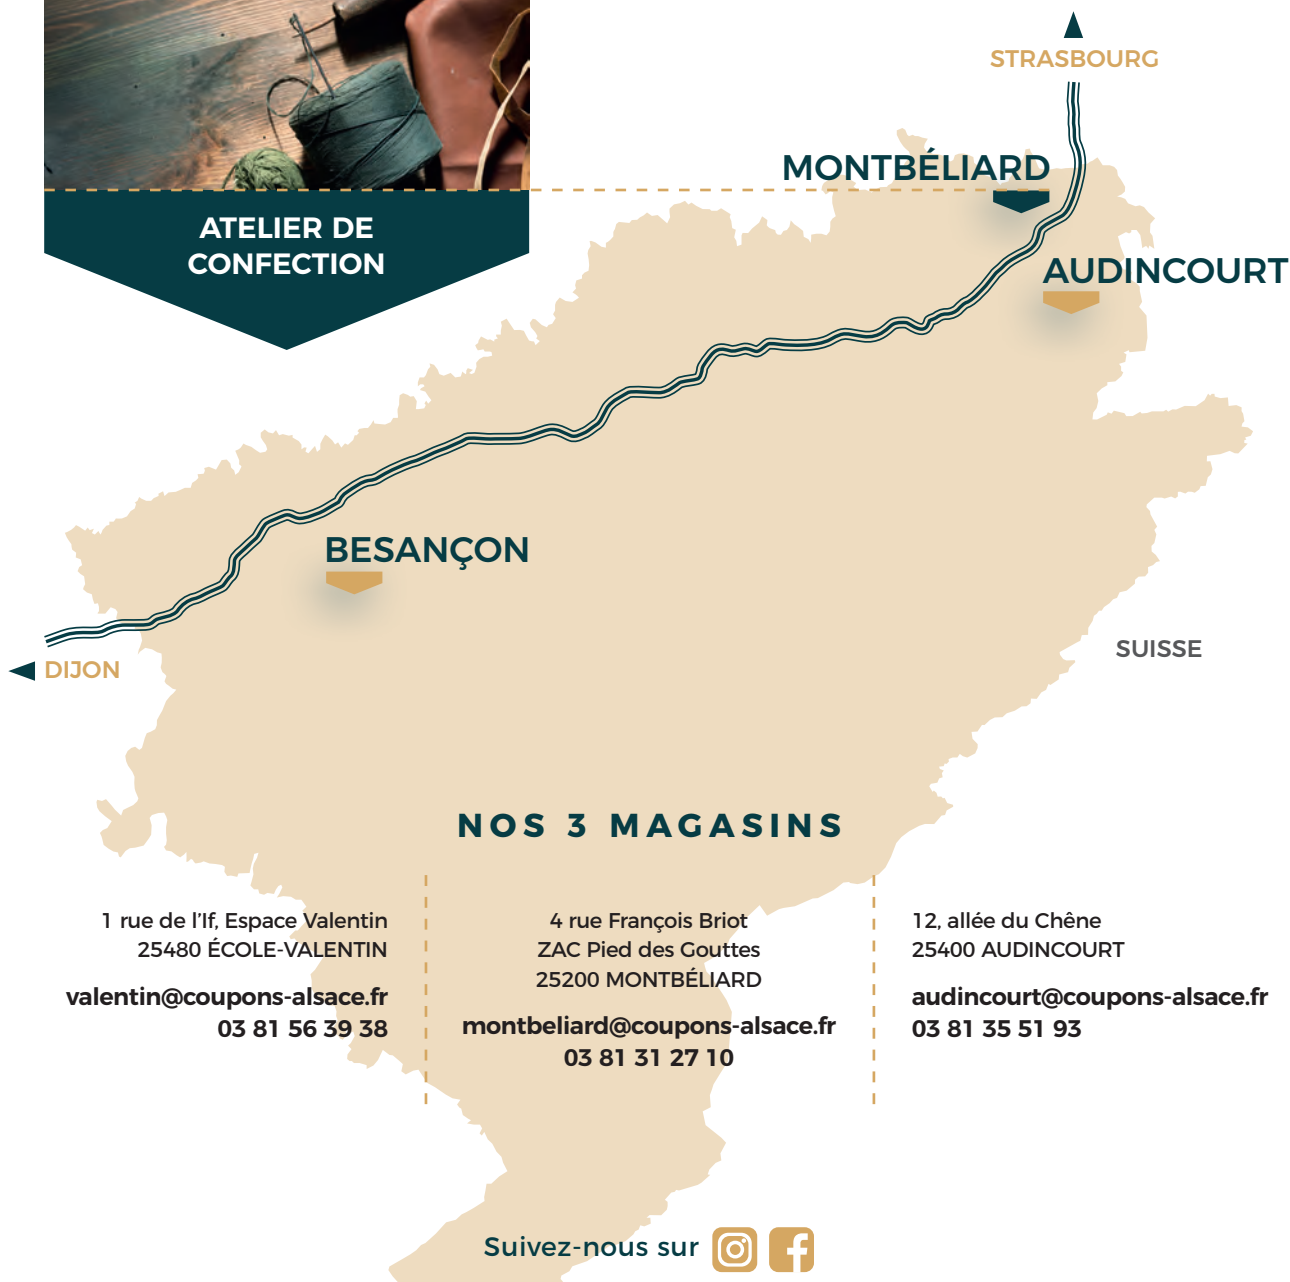 STRASBOURG
MONTBÉLIARD
ATELIER DE
CONFECTION
AUDINCOURT
BESANÇON
SUISSE
DIJON
NOS 3 MAGASINS
1 rue de l'If, Espace Valentin
25480 ÉCOLE-VALENTIN
valentin@coupons-alsace.fr
03 81 56 39 38
4 rue François Briot
ZAC Pied des Gouttes
25200 MONTBÉLIARD
montbeliard@coupons-alsace.fr
03 81 31 27 10
12, allée du Chêne
25400 AUDINCOURT
audincourt@coupons-alsace.fr
03 81 35 51 93
Suivez-nous sur